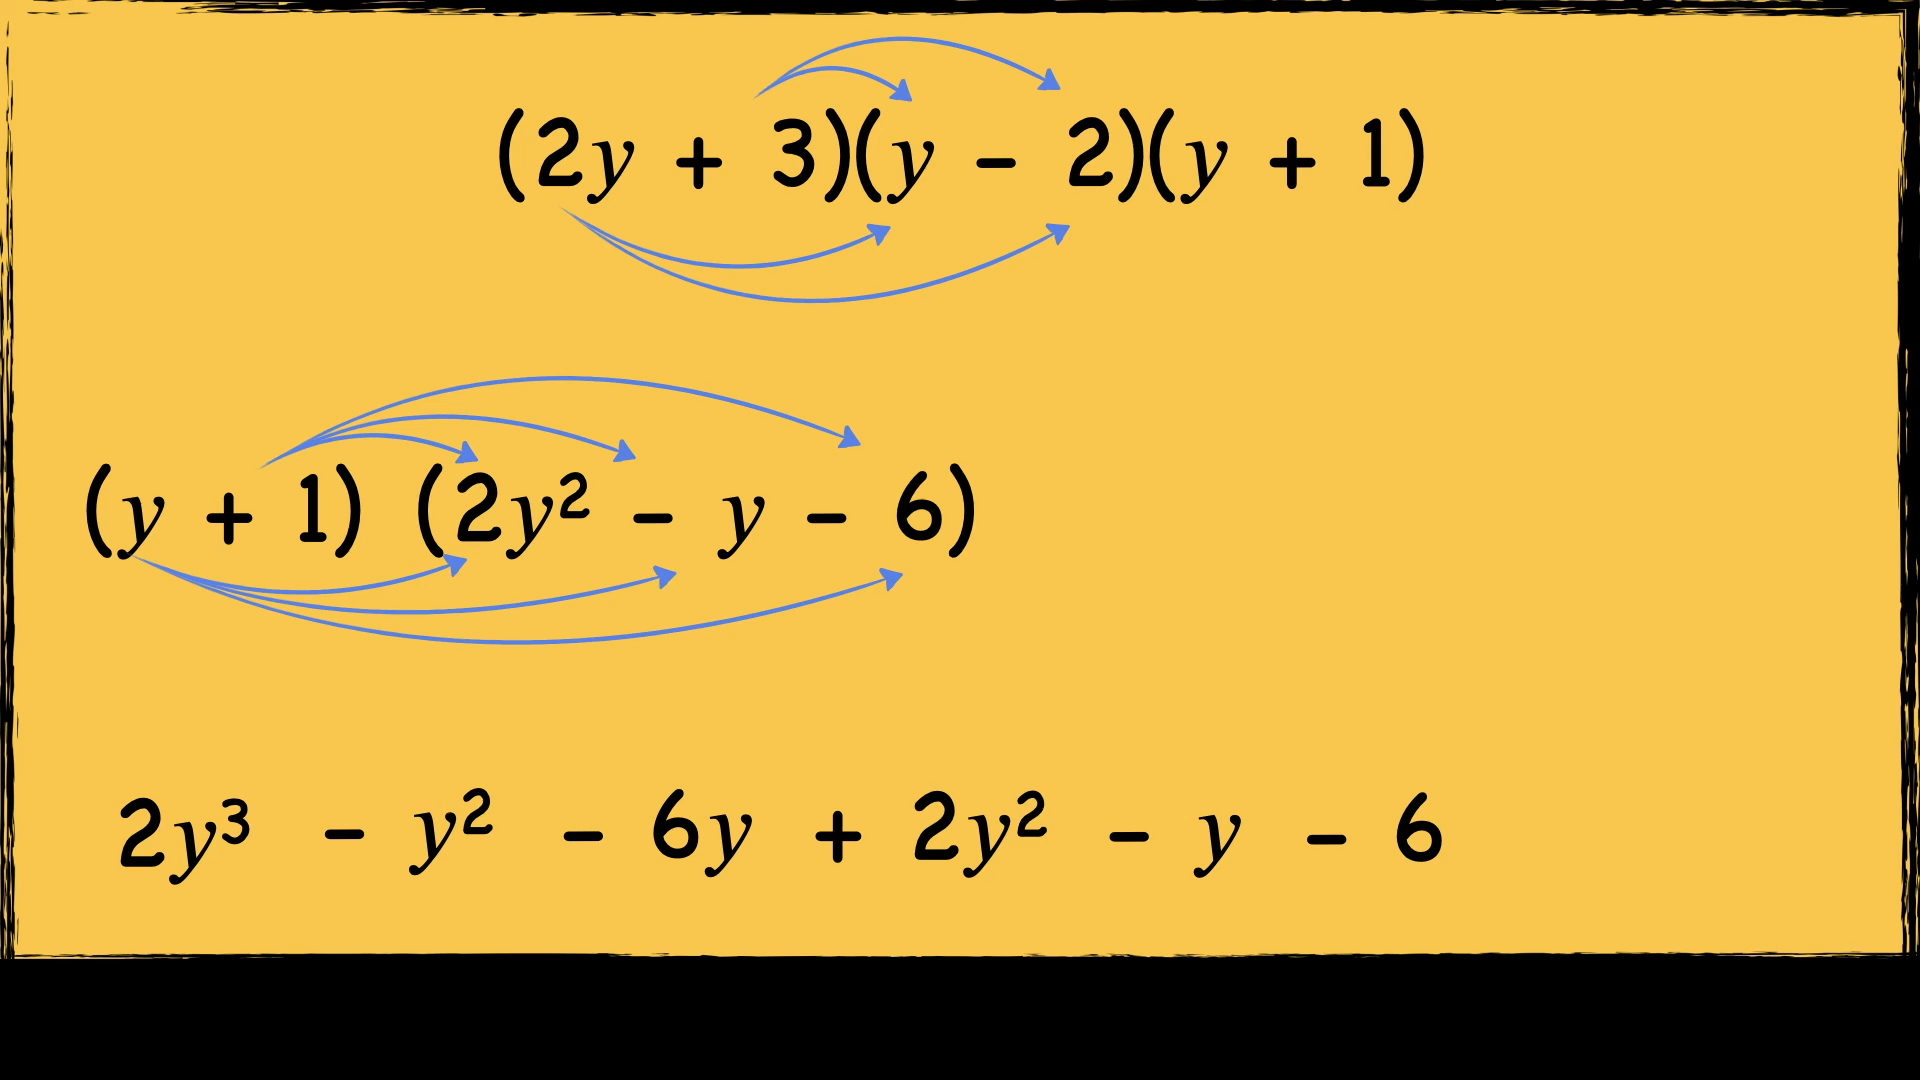 (2y + 3)(y – 2)(y + 1)
(y + 1) (2y² – y – 6)
2y³ – y² – 6y + 2y² – y – 6